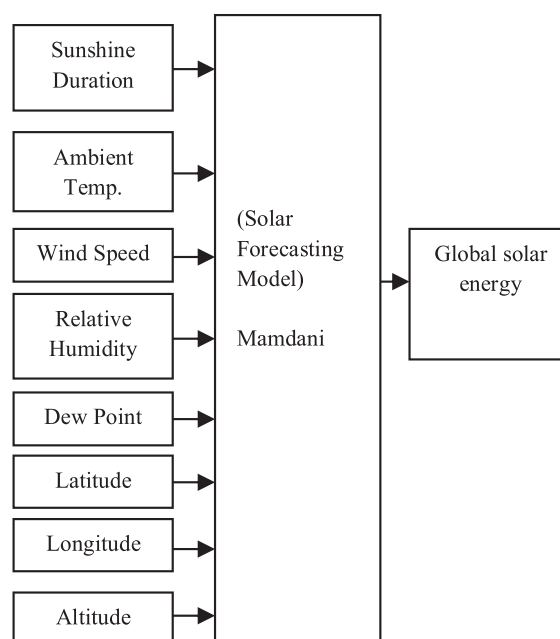 Sunshine
Duration
Ambient
Temp.
Wind Speed
Relative
Humidity
Dew Point
Latitude
Longitude
Altitude
(Solar
Forecasting
Model)
Mamdani
Global solar
energy